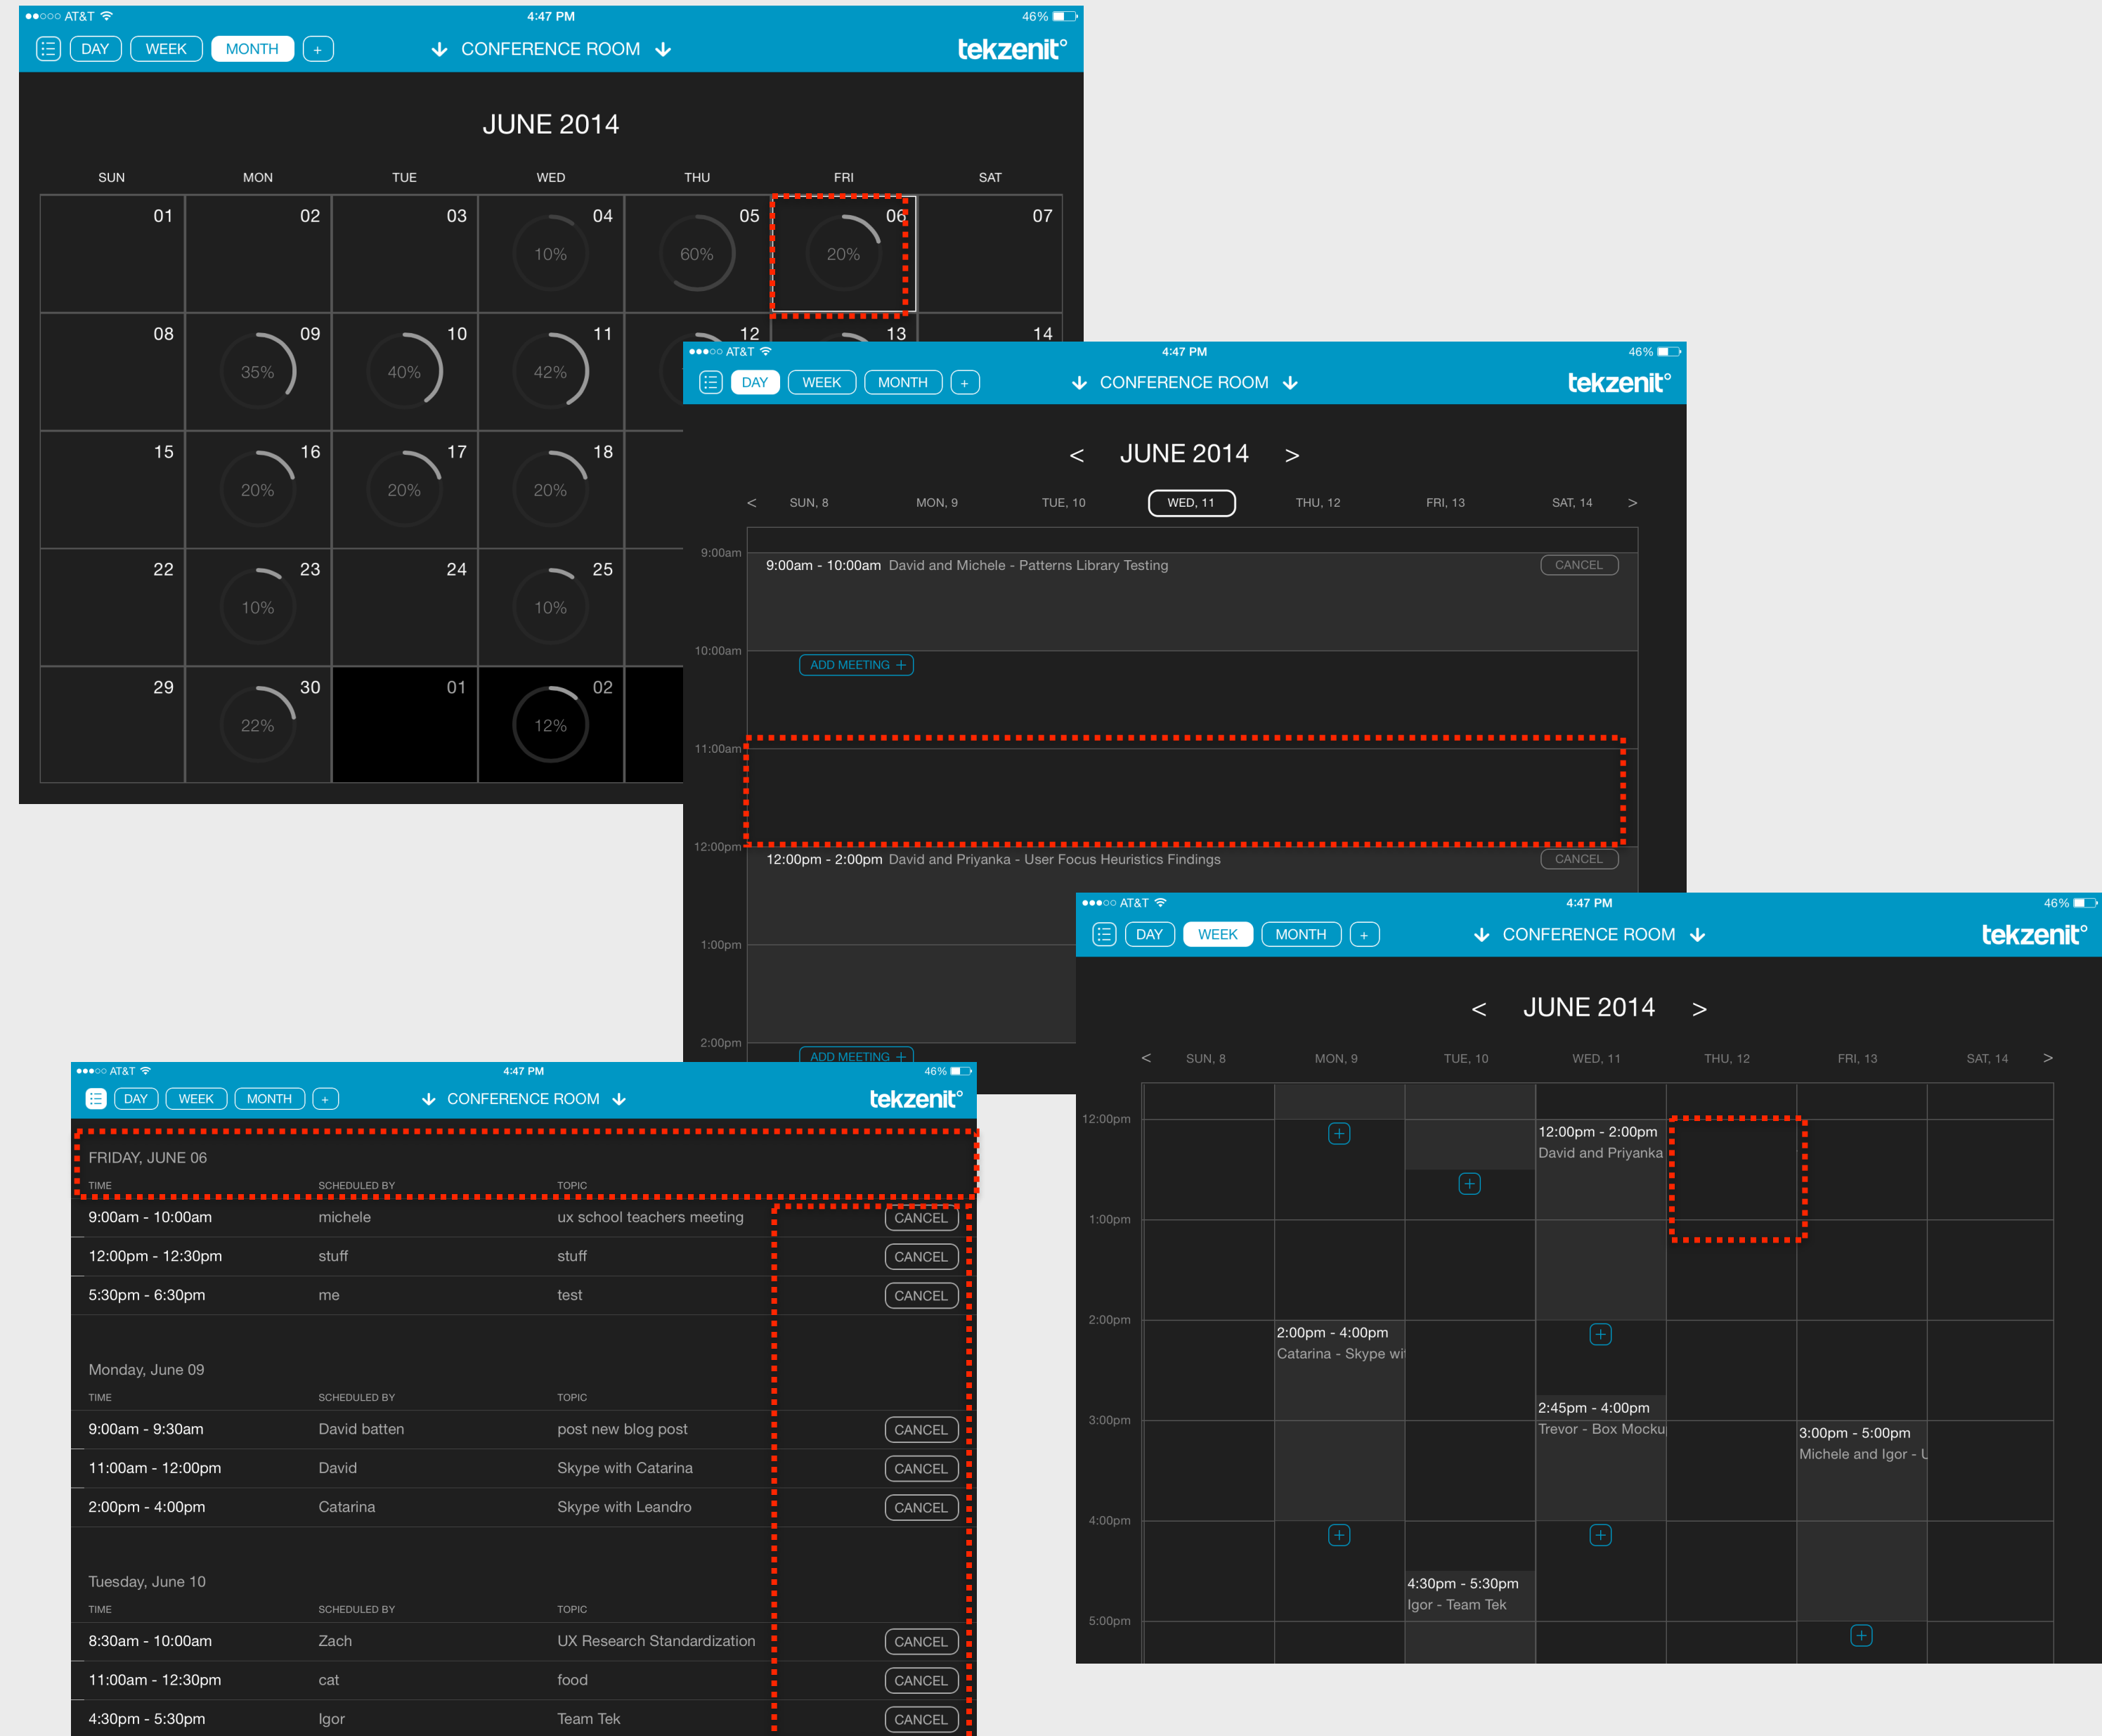 AT&T 4:47 PM 46%
DAY WEEK MONTH + CONFERENCE ROOM tekzenit°
JUNE 2014
SUN MON TUE WED THU FRI SAT
01 02 03 04 05 06 07
10% 60% 20%
08 09 10 11 12 13 14
35% 40% 42%
15 16 17 18
20% 20% 20%
22 23 24 25
10% 10%
29 30 01 02
22% 12%
AT&T 4:47 PM 46%
DAY WEEK MONTH + CONFERENCE ROOM tekzenit°
< JUNE 2014 >
< SUN, 8 MON, 9 TUE, 10 WED, 11 THU, 12 FRI, 13 SAT, 14 >
9:00am
9:00am - 10:00am David and Michele - Patterns Library Testing CANCEL
10:00am
ADD MEETING +
11:00am
12:00pm
12:00pm - 2:00pm David and Priyanka - User Focus Heuristics Findings CANCEL
1:00pm
2:00pm
ADD MEETING +
AT&T 4:47 PM 46%
DAY WEEK MONTH + CONFERENCE ROOM tekzenit°
< JUNE 2014 >
< SUN, 8 MON, 9 TUE, 10 WED, 11 THU, 12 FRI, 13 SAT, 14 >
12:00pm
+ 12:00pm - 2:00pm
David and Priyanka
+
1:00pm
2:00pm
2:00pm - 4:00pm +
Catarina - Skype wi
2:45pm - 4:00pm
3:00pm
Trevor - Box Mocku 3:00pm - 5:00pm
Michele and Igor - U
4:00pm
+ +
4:30pm - 5:30pm
Igor - Team Tek
5:00pm
+
AT&T 4:47 PM 46%
DAY WEEK MONTH + CONFERENCE ROOM tekzenit°
FRIDAY, JUNE 06
TIME SCHEDULED BY TOPIC
9:00am - 10:00am michele ux school teachers meeting CANCEL
12:00pm - 12:30pm stuff stuff CANCEL
5:30pm - 6:30pm me test CANCEL
Monday, June 09
TIME SCHEDULED BY TOPIC
9:00am - 9:30am David batten post new blog post CANCEL
11:00am - 12:00pm David Skype with Catarina CANCEL
2:00pm - 4:00pm Catarina Skype with Leandro CANCEL
Tuesday, June 10
TIME SCHEDULED BY TOPIC
8:30am - 10:00am Zach UX Research Standardization CANCEL
11:00am - 12:30pm cat food CANCEL
4:30pm - 5:30pm Igor Team Tek CANCEL